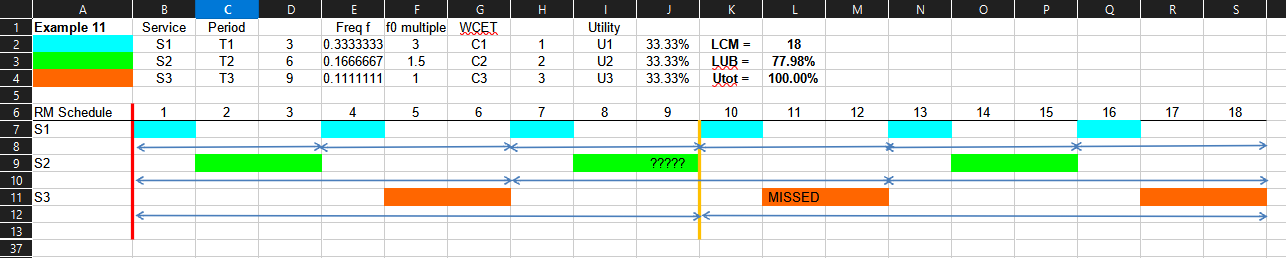 A B C D E F G H I J K L M N O P Q R S
1 Example 11 Service Period Freq f f0 multiple WCET Utility
2 S1 T1 3 0.3333333 3 C1 1 U1 33.33% LCM = 18
3 S2 T2 6 0.1666667 1.5 C2 2 U2 33.33% LUB = 77.98%
4 S3 T3 9 0.1111111 1 C3 3 U3 33.33% Utot = 100.00%
5
6 RM Schedule 1 2 3 4 5 6 7 8 9 10 11 12 13 14 15 16 17 18
7 S1
8
9 S2 ?????
10
11 S3 MISSED
12
13
37